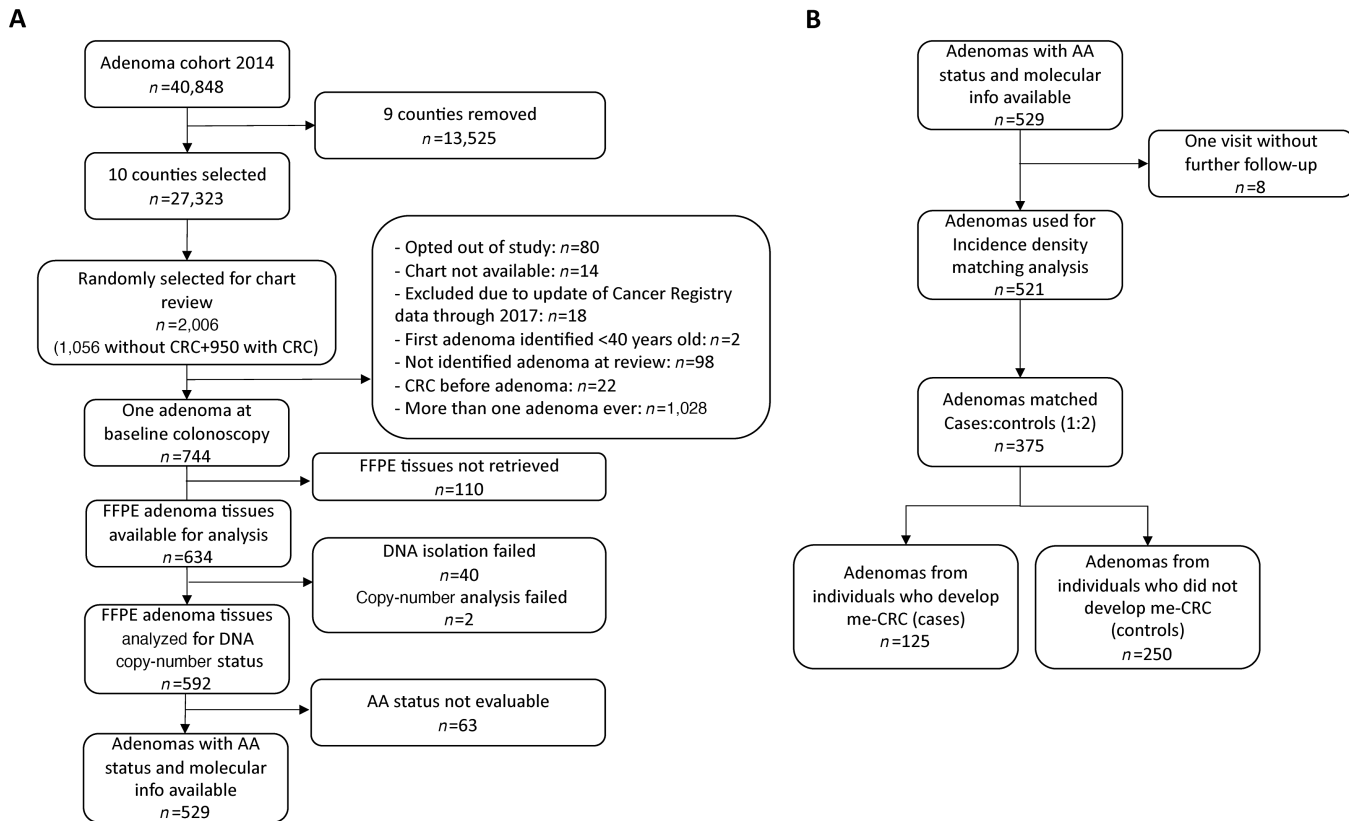 A
Adenoma cohort 2014
n=40,848
9 counties removed
n=13,525
10 counties selected
n=27,323
Randomly selected for chart
review
n=2,006
(1,056 without CRC+950 with CRC)
- Opted out of study: n=80
- Chart not available: n=14
- Excluded due to update of Cancer Registry
data through 2017: n=18
- First adenoma identified <40 years old: n=2
- Not identified adenoma at review: n=98
- CRC before adenoma: n=22
- More than one adenoma ever: n=1,028
One adenoma at
baseline colonoscopy
n=744
FFPE tissues not retrieved
n=110
FFPE adenoma tissues
available for analysis
n=634
DNA isolation failed
n=40
Copy-number analysis failed
n=2
FFPE adenoma tissues
analyzed for DNA
copy-number status
n=592
AA status not evaluable
n=63
Adenomas with AA
status and molecular
info available
n=529
B
Adenomas with AA
status and molecular
info available
n=529
One visit without
further follow-up
n=8
Adenomas used for
Incidence density
matching analysis
n=521
Adenomas matched
Cases:controls (1:2)
n=375
Adenomas from
individuals who develop
me-CRC (cases)
n=125
Adenomas from
individuals who did not
develop me-CRC
(controls)
n=250